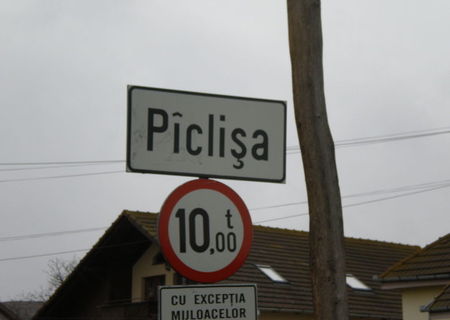 Pîclişa
10,00 t
CU EXCEPŢIA
MIJLOACELOR